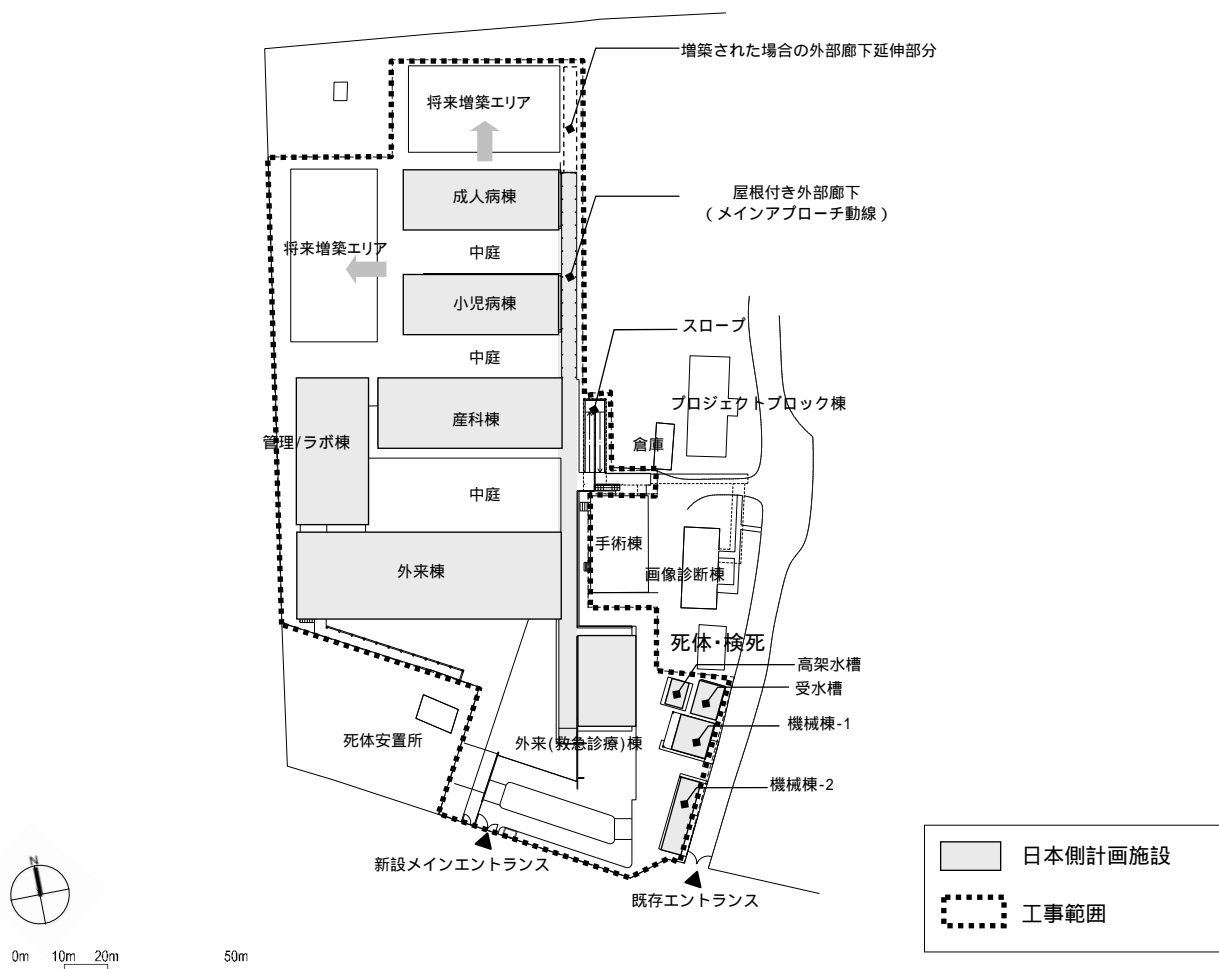 増築された場合の外部廊下延伸部分
将来増築エリア
成人病棟
屋根付き外部廊下
(メインアプローチ動線)
将来増築エリア
中庭
小児病棟
スロープ
中庭
プロジェクトブロック棟
産科棟
管理/ラボ棟
倉庫
中庭
手術棟
外来棟
画像診断棟
死体・検死
高架水槽
受水槽
機械棟-1
死体安置所
外来(救急診療)棟
機械棟-2
新設メインエントランス
既存エントランス
日本側計画施設
工事範囲
N
0m 10m 20m 50m